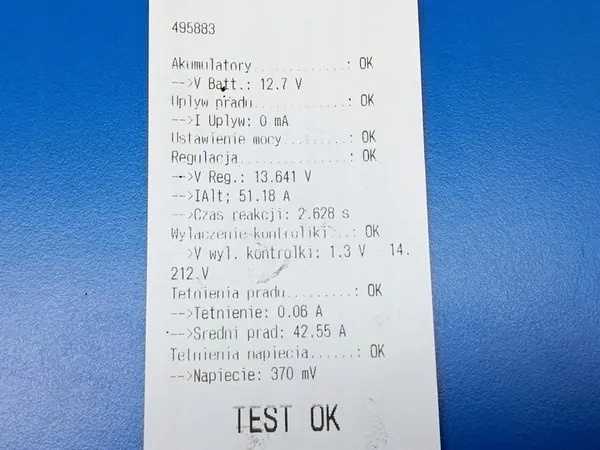 495883
Akumulatory.............: OK
-->V Batt.: 12.7 V
Uplyw pradu.............: OK
-->I Uplyw: 0 mA
Ustawienie mocy.........: OK
Regulacja...............: OK
-->V Reg.: 13.641 V
-->IAlt; 51.18 A
-->Czas reakcji: 2.628 s
Wylaczenie kontrolki...: OK
-->V wyl. kontrolki: 1.3 V - 14.
212 V
Tetnienia pradu.........: OK
-->Tetnienie: 0.06 A
-->Sredni prad: 42.55 A
Tetnienia napiecia......: OK
-->Napiecie: 370 mV
TEST OK